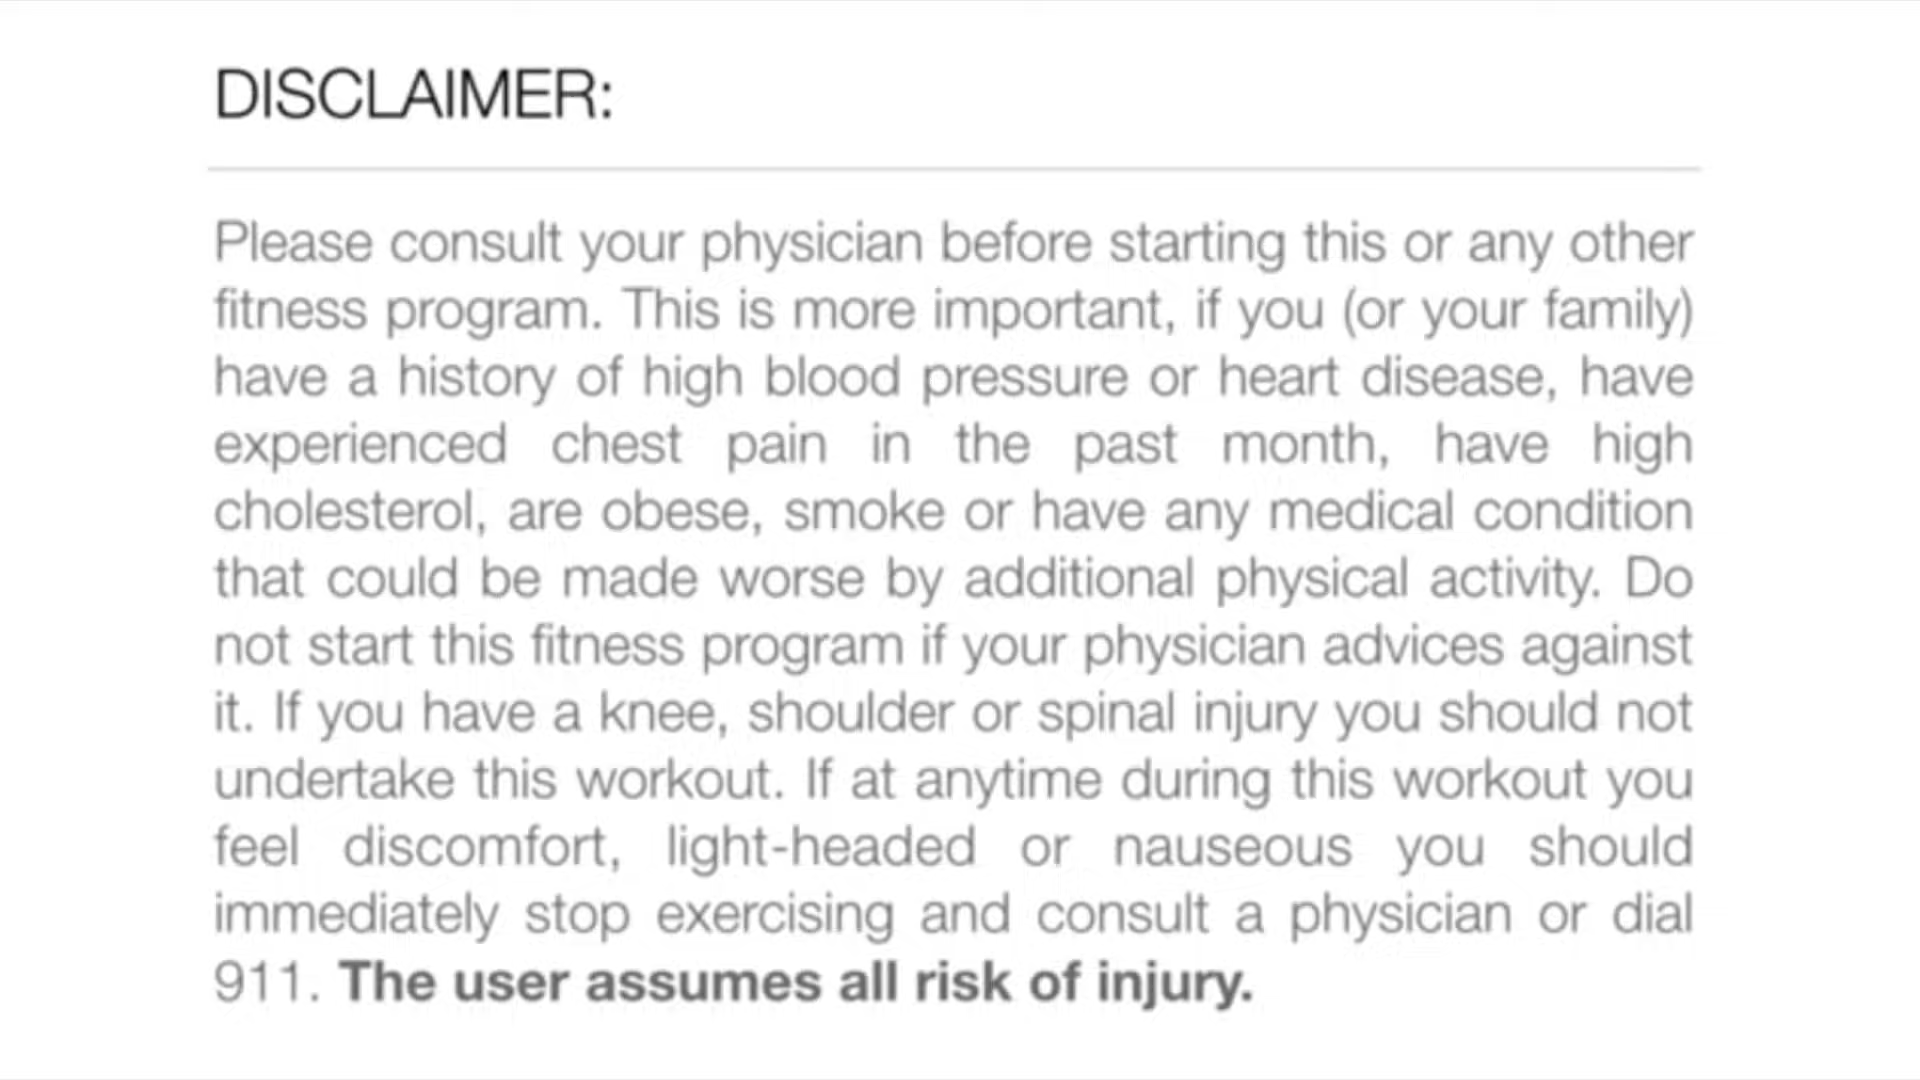 DISCLAIMER:
Please consult your physician before starting this or any other
fitness program. This is more important, if you (or your family)
have a history of high blood pressure or heart disease, have
experienced chest pain in the past month, have high
cholesterol, are obese, smoke or have any medical condition
that could be made worse by additional physical activity. Do
not start this fitness program if your physician advices against
it. If you have a knee, shoulder or spinal injury you should not
undertake this workout. If at anytime during this workout you
feel discomfort, light-headed or nauseous you should
immediately stop exercising and consult a physician or dial
911. The user assumes all risk of injury.